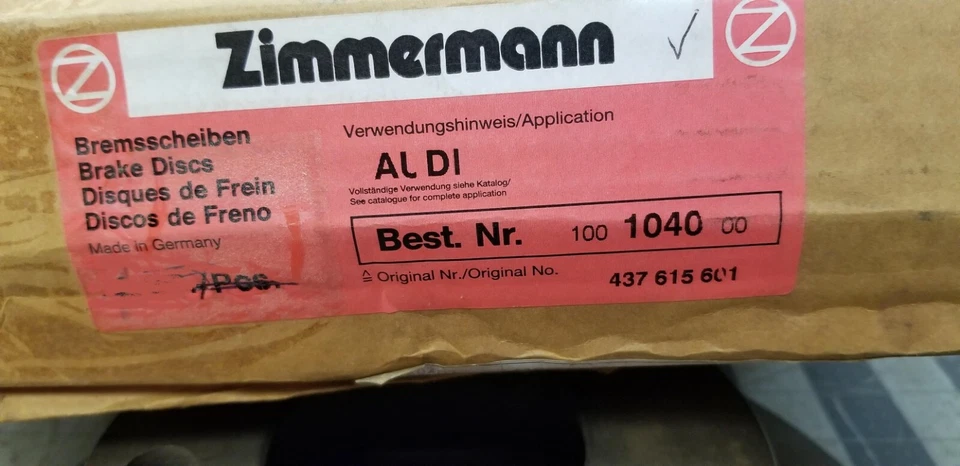 Zimmermann
Bremsscheiben
Brake Discs
Disques de Frein
Discos de Freno
Made in Germany
/Pcs.
Verwendungshinweis/Application
AUDI
Vollständige Verwendung siehe Katalog/
See catalogue for complete application
Best. Nr. 100 1040 00
≙ Original Nr./Original No. 437 615 601